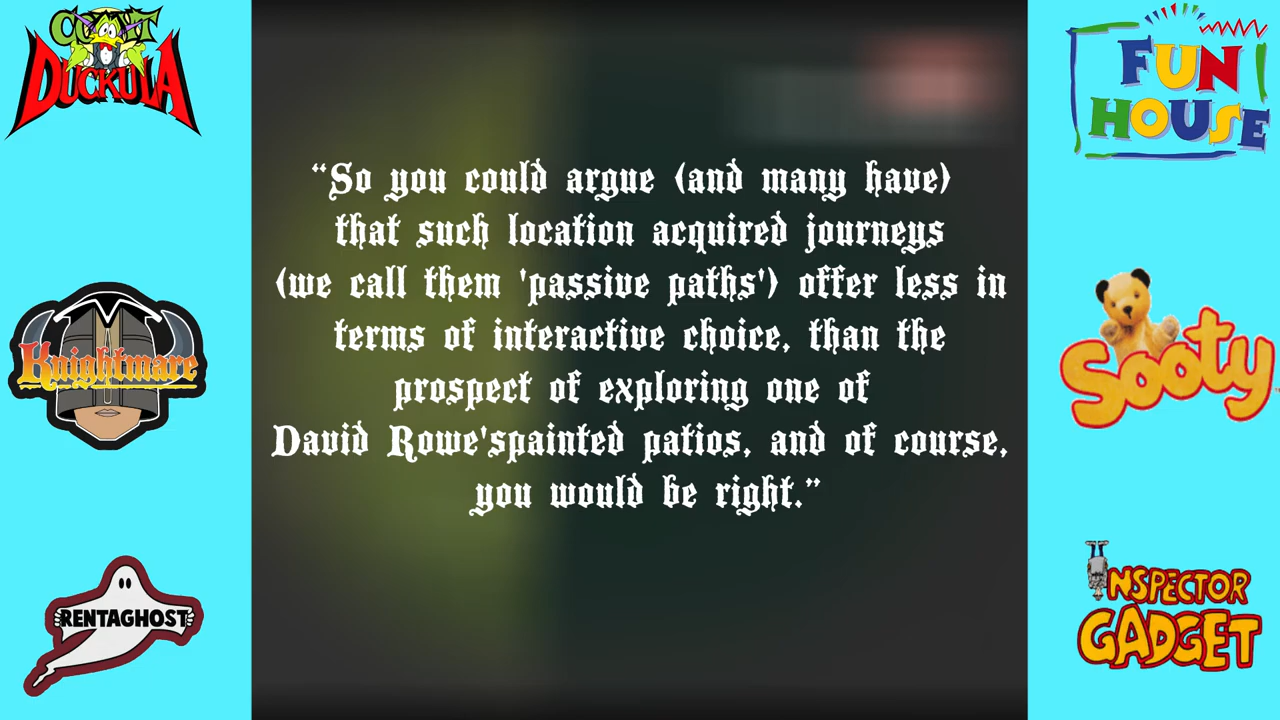 COUNT
DUCKULA
FUN
HOUSE
“So you could argue (and many have)
that such location acquired journeys
(we call them 'passive paths') offer less in
terms of interactive choice, than the
prospect of exploring one of
David Rowe'spainted patios, and of course,
you would be right.”
Knightmare
Sooty
RENTAGHOST
INSPECTOR
GADGET